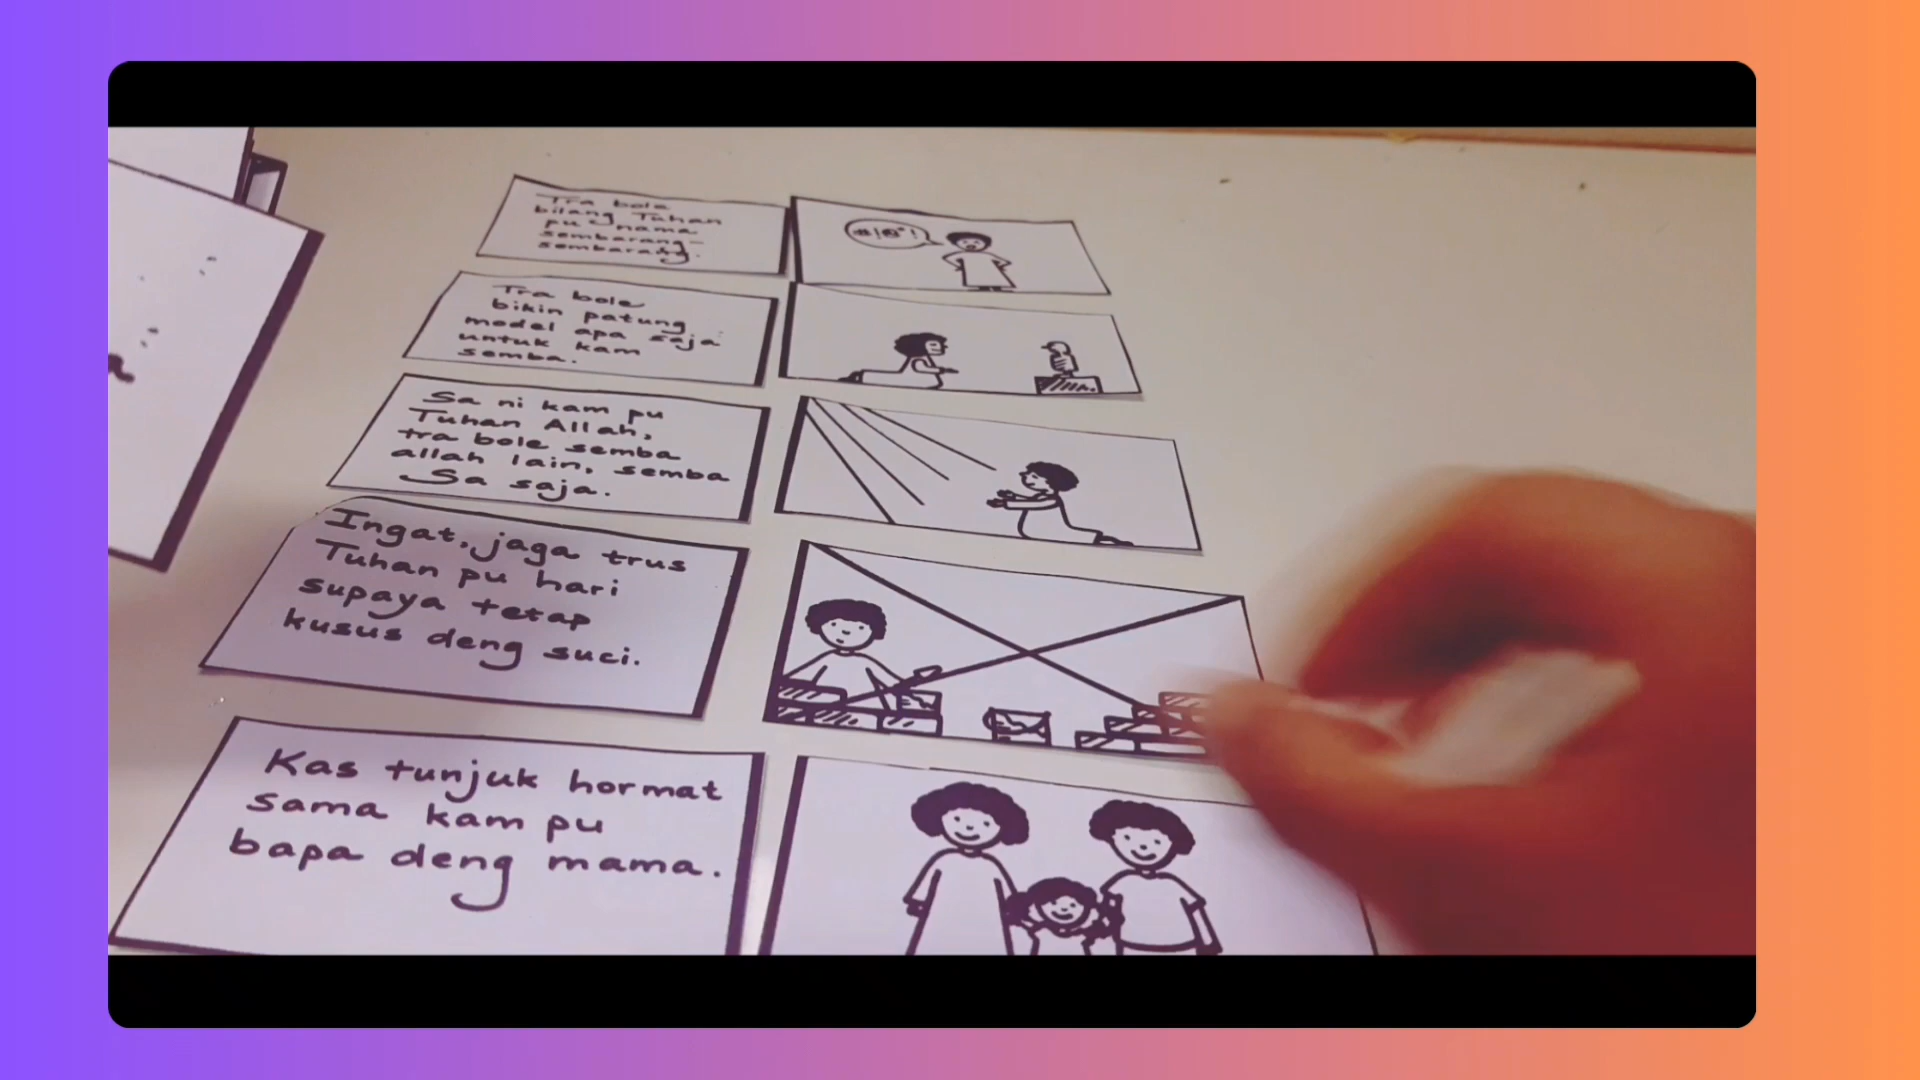 Tra bole
bilang Tuhan
pu nama
sembarang-
sembarang.
#!@*!
Tra bole
bikin patung
model apa saja
untuk kam
semba.
Sa ni kam pu
Tuhan Allah,
tra bole semba
allah lain, semba
Sa saja.
Ingat, jaga trus
Tuhan pu hari
supaya tetap
kusus deng suci.
Kas tunjuk hormat
sama kam pu
bapa deng mama.